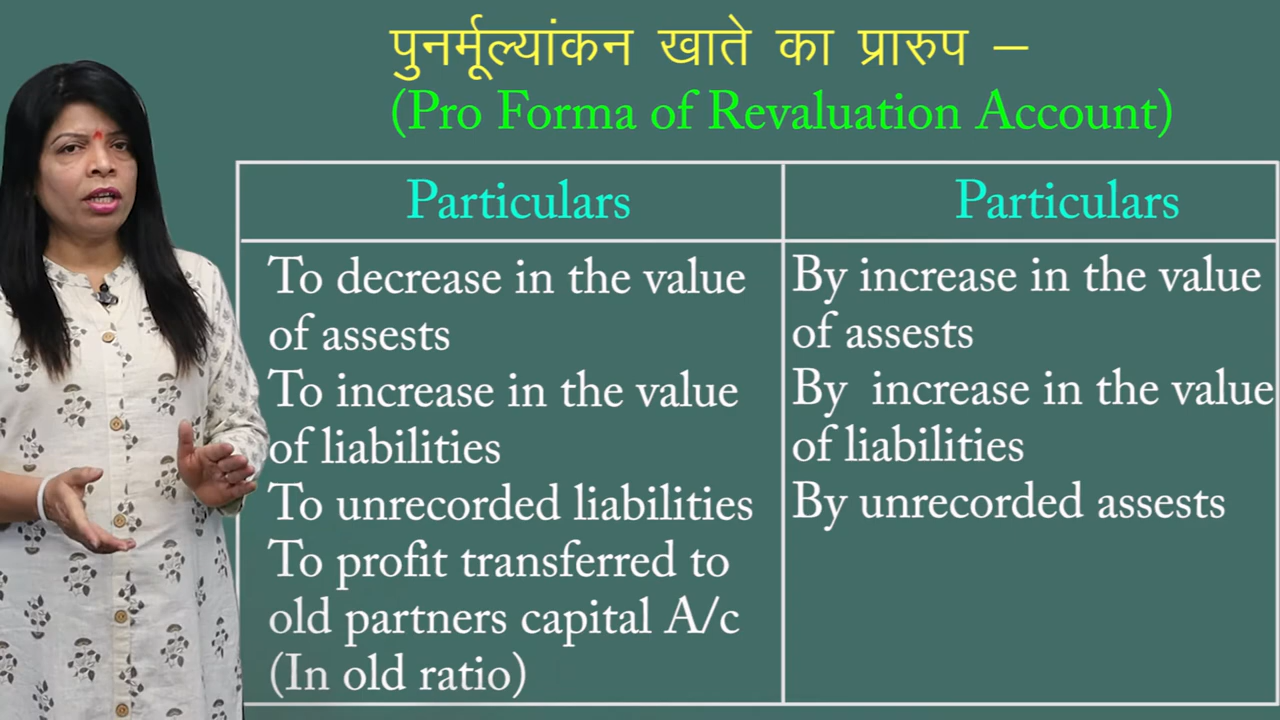 पुनर्मूल्यांकन खाते का प्रारुप –
(Pro Forma of Revaluation Account)
Particulars
To decrease in the value
of assests
To increase in the value
of liabilities
To unrecorded liabilities
To profit transferred to
old partners capital A/c
(In old ratio)
Particulars
By increase in the value
of assests
By increase in the value
of liabilities
By unrecorded assests